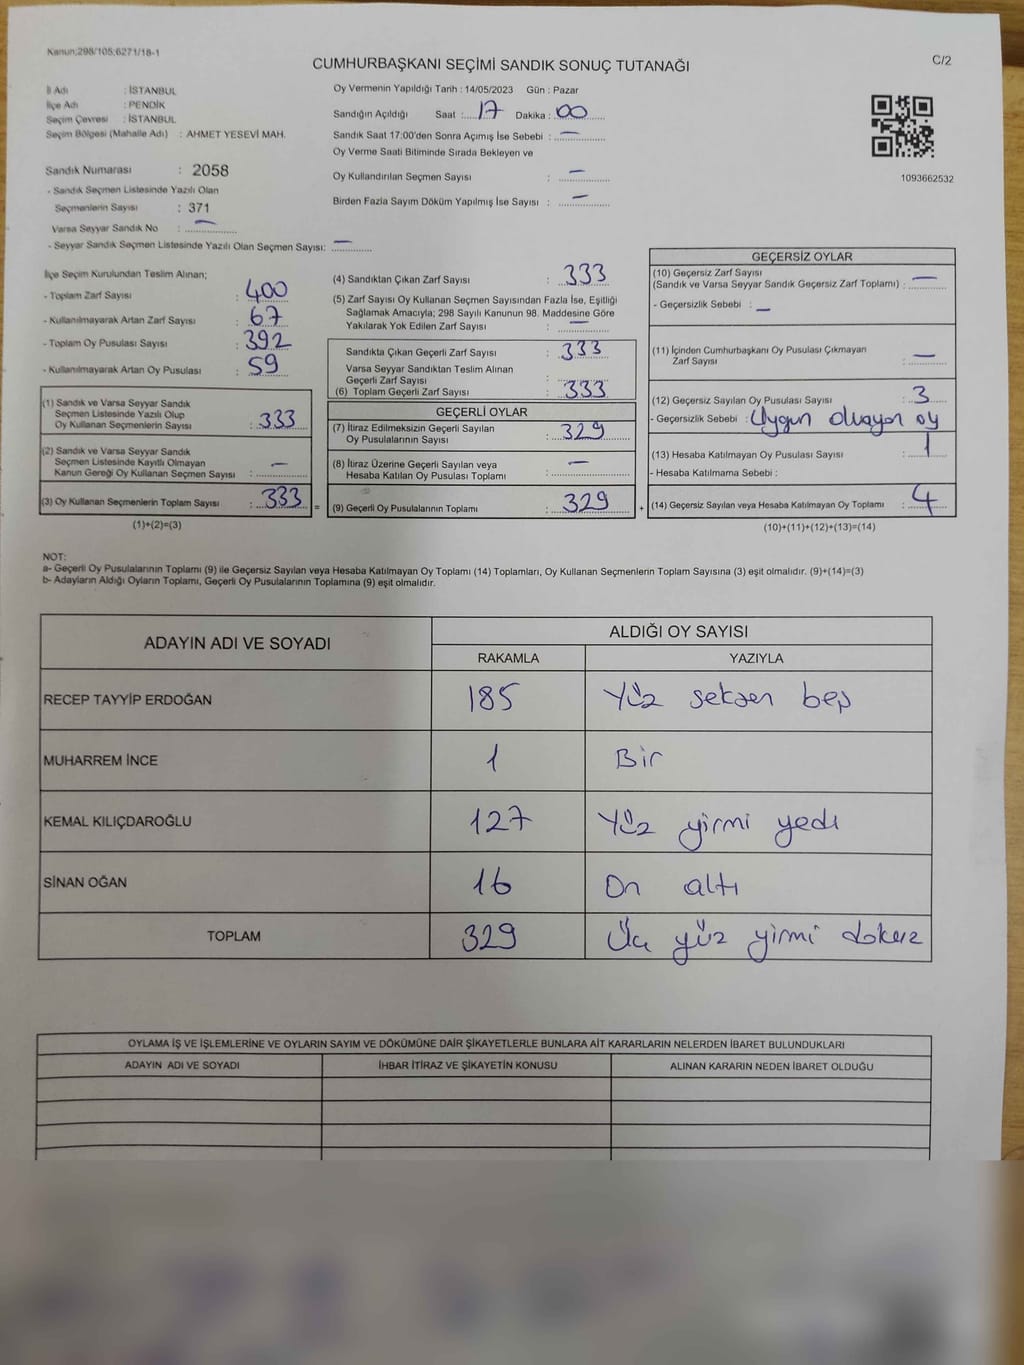 Kanun;298/105;6271/18-1
C/2
CUMHURBAŞKANI SEÇİMİ SANDIK SONUÇ TUTANAĞI
İl Adı : İSTANBUL
İlçe Adı : PENDİK
Seçim Çevresi : İSTANBUL
Seçim Bölgesi (Mahalle Adı) : AHMET YESEVİ MAH.
Sandık Numarası : 2058
- Sandık Seçmen Listesinde Yazılı Olan
Seçmenlerin Sayısı : 371
Varsa Seyyar Sandık No : —
- Seyyar Sandık Seçmen Listesinde Yazılı Olan Seçmen Sayısı: —
Oy Vermenin Yapıldığı Tarih : 14/05/2023 Gün : Pazar
Sandığın Açıldığı Saat : 17 Dakika : 00
Sandık Saat 17:00'den Sonra Açılmış İse Sebebi : —
Oy Verme Saati Bitiminde Sırada Bekleyen ve
Oy Kullandırılan Seçmen Sayısı : —
Birden Fazla Sayım Döküm Yapılmış İse Sayısı : —
1093662532
İlçe Seçim Kurulundan Teslim Alınan;
- Toplam Zarf Sayısı : 400
- Kullanılmayarak Artan Zarf Sayısı : 67
- Toplam Oy Pusulası Sayısı : 392
- Kullanılmayarak Artan Oy Pusulası : 59
(1) Sandık ve Varsa Seyyar Sandık
Seçmen Listesinde Yazılı Olup
Oy Kullanan Seçmenlerin Sayısı : 333
(2) Sandık ve Varsa Seyyar Sandık
Seçmen Listesinde Kayıtlı Olmayan
Kanun Gereği Oy Kullanan Seçmen Sayısı : —
(3) Oy Kullanan Seçmenlerin Toplam Sayısı : 333
(1)+(2)=(3)
=
(4) Sandıktan Çıkan Zarf Sayısı : 333
(5) Zarf Sayısı Oy Kullanan Seçmen Sayısından Fazla İse, Eşitliği
Sağlamak Amacıyla; 298 Sayılı Kanunun 98. Maddesine Göre
Yakılarak Yok Edilen Zarf Sayısı : —
Sandıkta Çıkan Geçerli Zarf Sayısı : 333
Varsa Seyyar Sandıktan Teslim Alınan
Geçerli Zarf Sayısı :
(6) Toplam Geçerli Zarf Sayısı : 333
GEÇERLİ OYLAR
(7) İtiraz Edilmeksizin Geçerli Sayılan
Oy Pusulalarının Sayısı : 329
(8) İtiraz Üzerine Geçerli Sayılan veya
Hesaba Katılan Oy Pusulası Toplamı : —
(9) Geçerli Oy Pusulalarının Toplamı : 329
+
GEÇERSİZ OYLAR
(10) Geçersiz Zarf Sayısı
(Sandık ve Varsa Seyyar Sandık Geçersiz Zarf Toplamı) : —
- Geçersizlik Sebebi : —
(11) İçinden Cumhurbaşkanı Oy Pusulası Çıkmayan
Zarf Sayısı : —
(12) Geçersiz Sayılan Oy Pusulası Sayısı : 3
- Geçersizlik Sebebi : Uygun olmayan oy
(13) Hesaba Katılmayan Oy Pusulası Sayısı : 1
- Hesaba Katılmama Sebebi :
(14) Geçersiz Sayılan veya Hesaba Katılmayan Oy Toplamı : 4
(10)+(11)+(12)+(13)=(14)
NOT:
a- Geçerli Oy Pusulalarının Toplamı (9) ile Geçersiz Sayılan veya Hesaba Katılmayan Oy Toplamı (14) Toplamları, Oy Kullanan Seçmenlerin Toplam Sayısına (3) eşit olmalıdır. (9)+(14)=(3)
b- Adayların Aldığı Oyların Toplamı, Geçerli Oy Pusulalarının Toplamına (9) eşit olmalıdır.
ADAYIN ADI VE SOYADI
ALDIĞI OY SAYISI
RAKAMLA YAZIYLA
RECEP TAYYİP ERDOĞAN 185 Yüz seksen beş
MUHARREM İNCE 1 Bir
KEMAL KILIÇDAROĞLU 127 Yüz yirmi yedi
SİNAN OĞAN 16 On altı
TOPLAM 329 Üç yüz yirmi dokuz
OYLAMA İŞ VE İŞLEMLERİNE VE OYLARIN SAYIM VE DÖKÜMÜNE DAİR ŞİKAYETLERLE BUNLARA AİT KARARLARIN NELERDEN İBARET BULUNDUKLARI
ADAYIN ADI VE SOYADI İHBAR İTİRAZ VE ŞİKAYETİN KONUSU ALINAN KARARIN NEDEN İBARET OLDUĞU